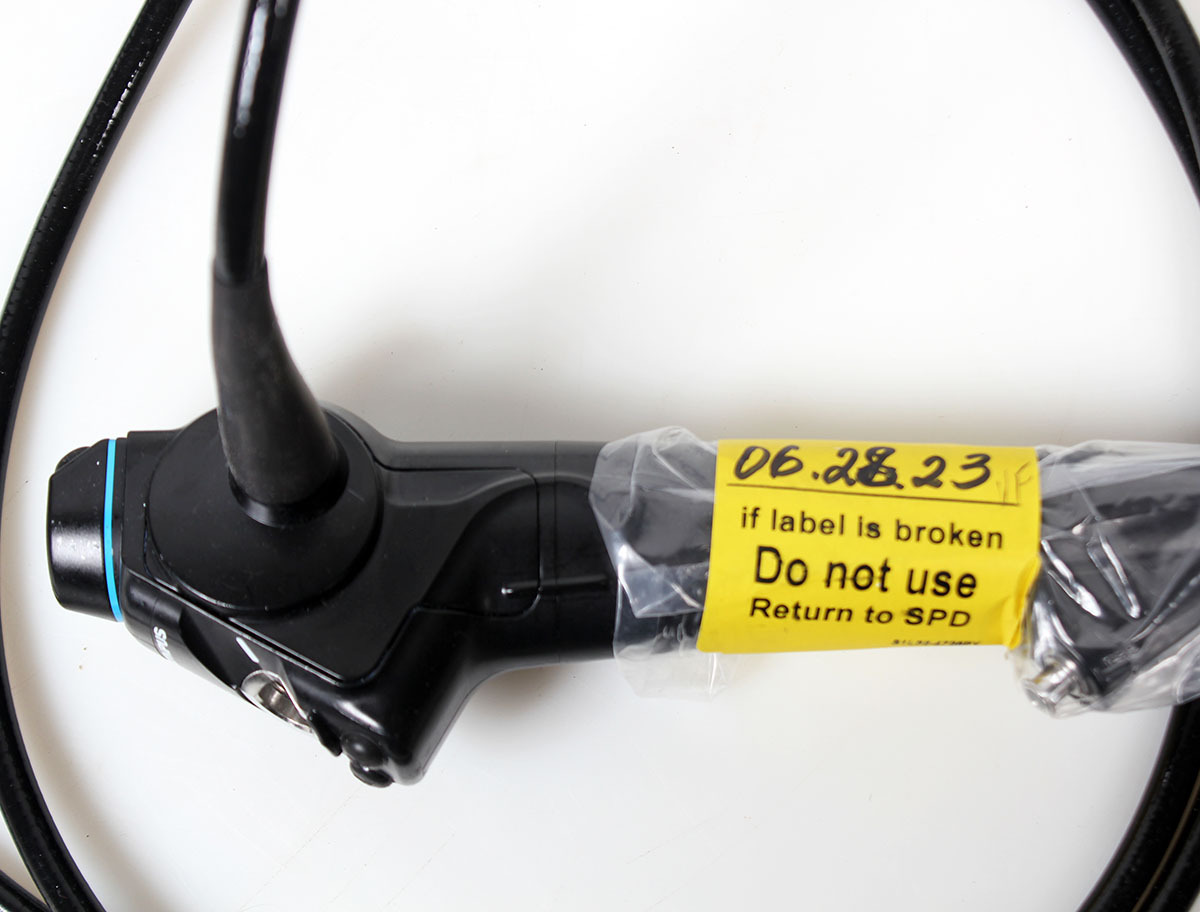 06.28.23
if label is broken
Do not use
Return to SPD